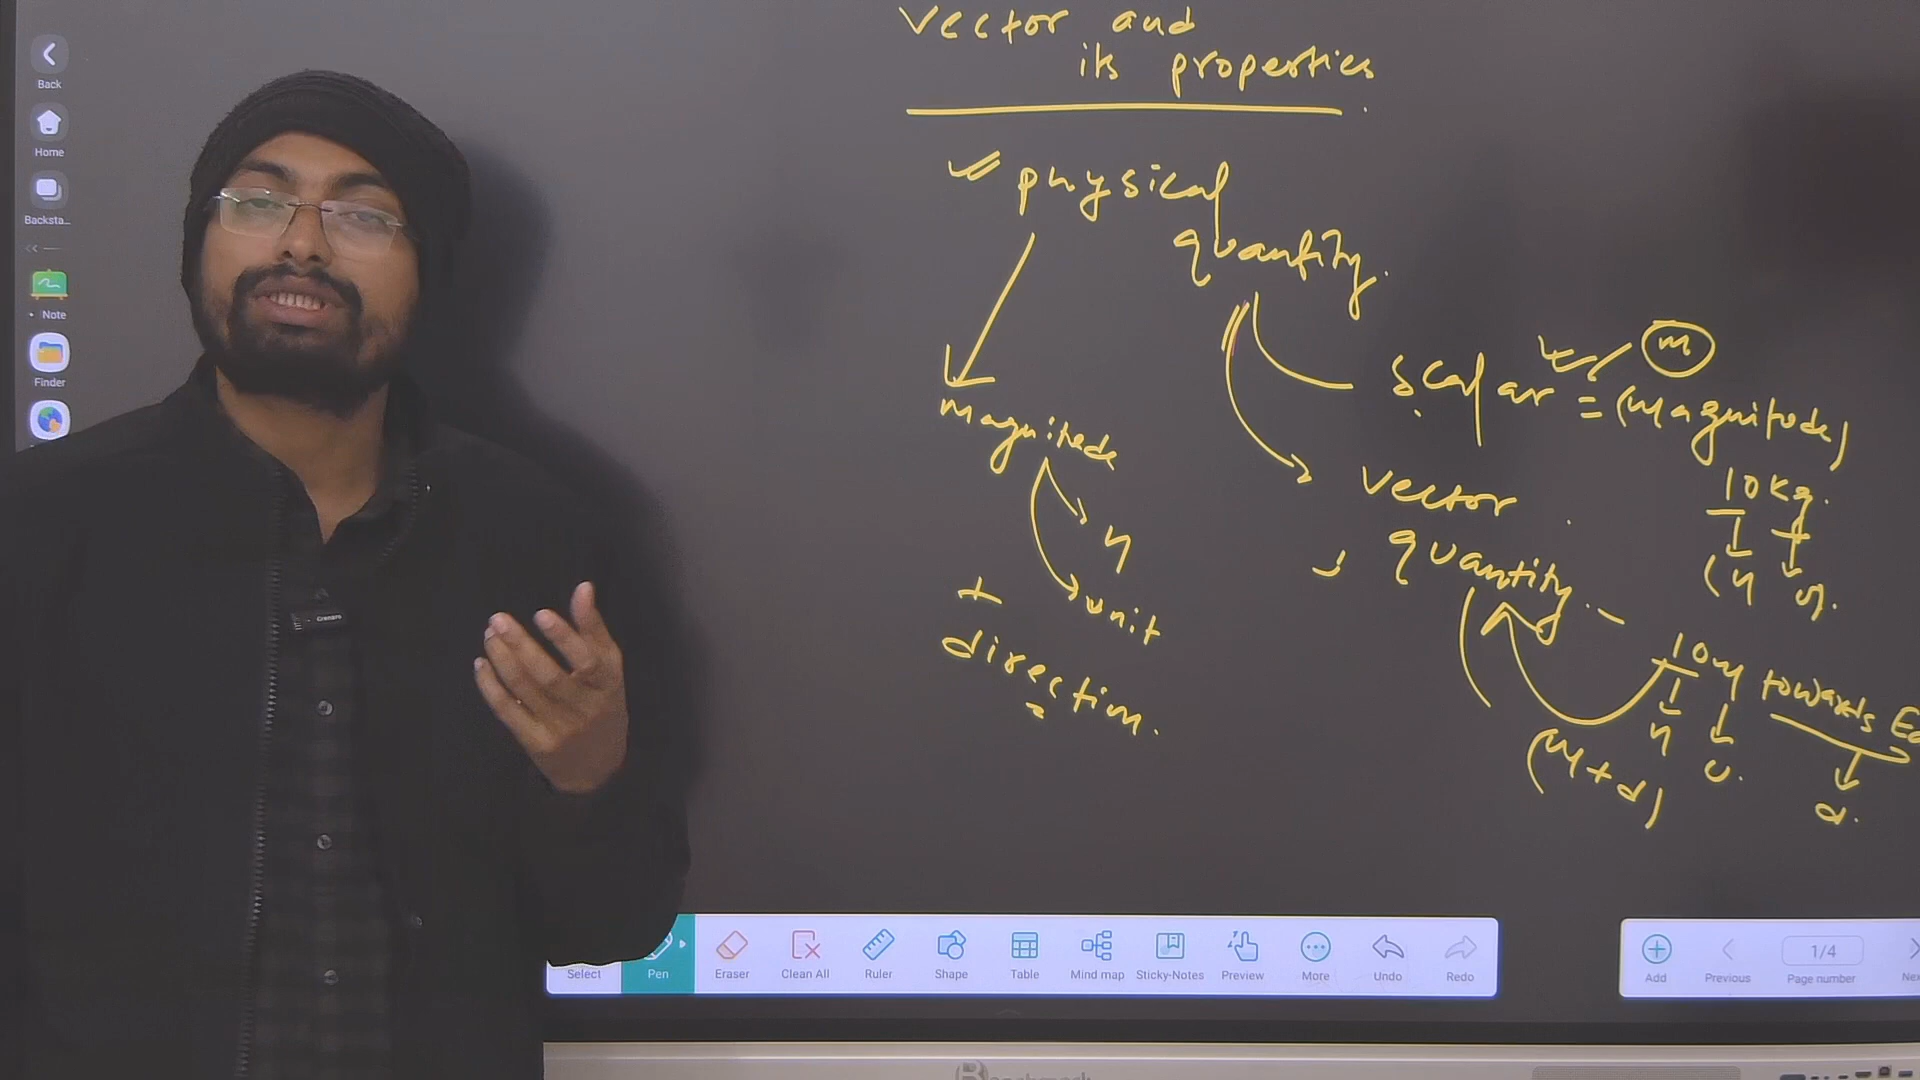 Vector and
its properties
physical
quantity.
m
Scalar = (Magnitude)
Magnitude
10 kg.
Vector
quantity. -
n
(n u).
+
unit
direction.
10m towards
n
u.
d.
(m+d)
Back
Home
Backsta...
Note
Finder
Select
Pen
Eraser
Clean All
Ruler
Shape
Table
Mind map
Sticky-Notes
Preview
More
Undo
Redo
Add
Previous
1/4
Page number